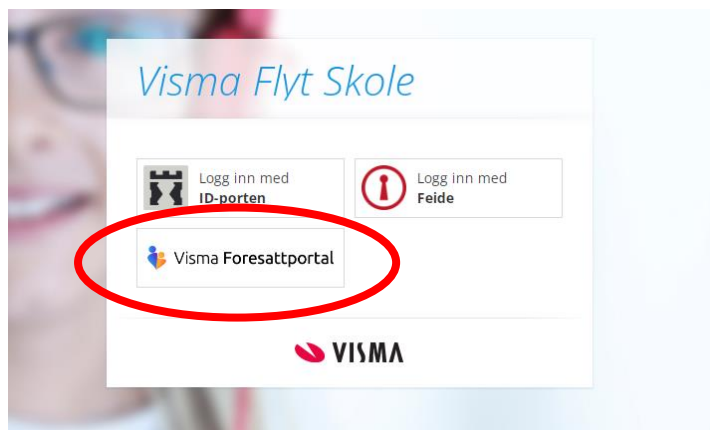 Visma Flyt Skole
Logg inn med
ID-porten
Logg inn med
Feide
Visma Foresattportal
VISMA